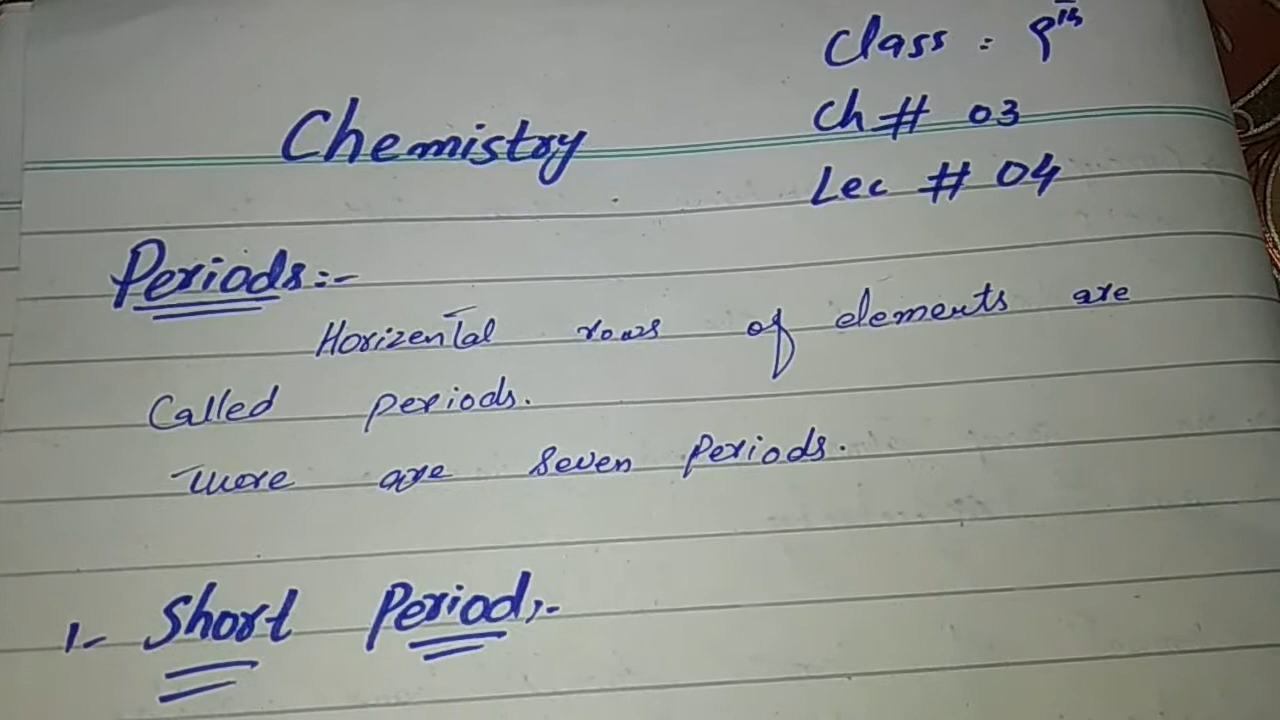 Class : 9th
Chemistry
Ch # 03
Lec # 04
Periods:-
Horizental rows of elements are
Called periods.
There are seven Periods.
1- Short Period:-